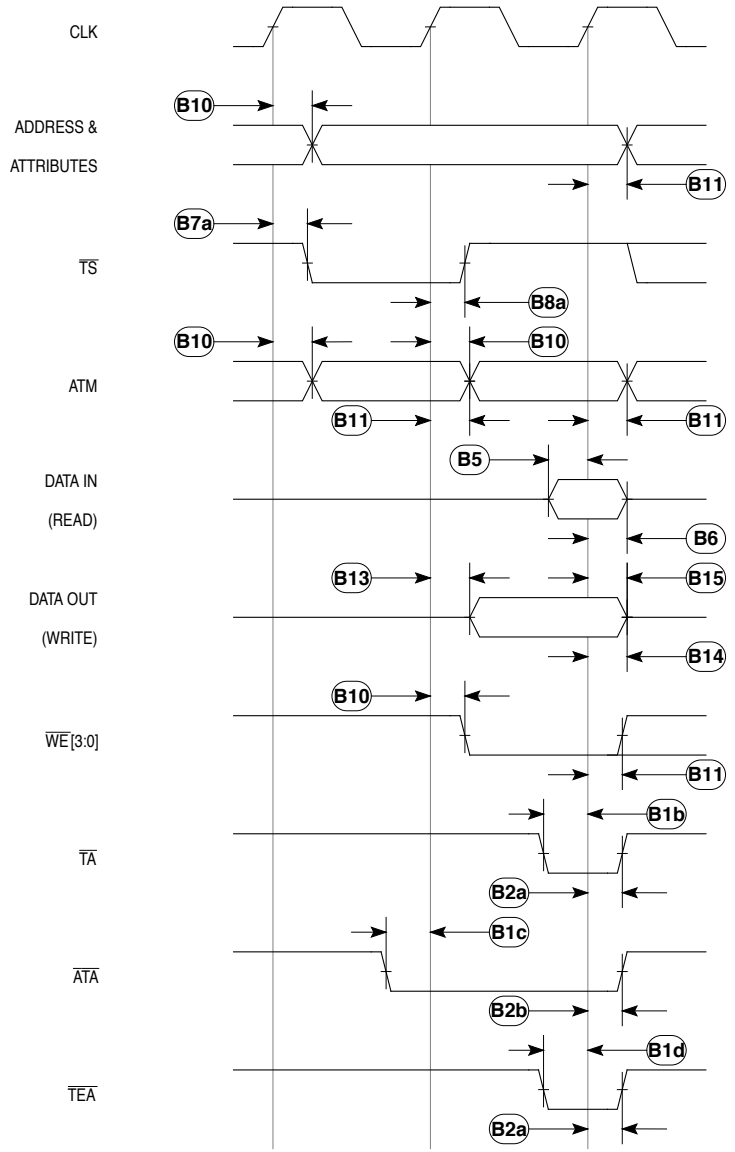 CLK
B10
ADDRESS &
ATTRIBUTES
B11
B7a
TS
B8a
B10
B10
ATM
B11
B11
B5
DATA IN
(READ)
B6
B13
B15
DATA OUT
(WRITE)
B14
B10
WE[3:0]
B11
B1b
TA
B2a
B1c
ATA
B2b
B1d
TEA
B2a